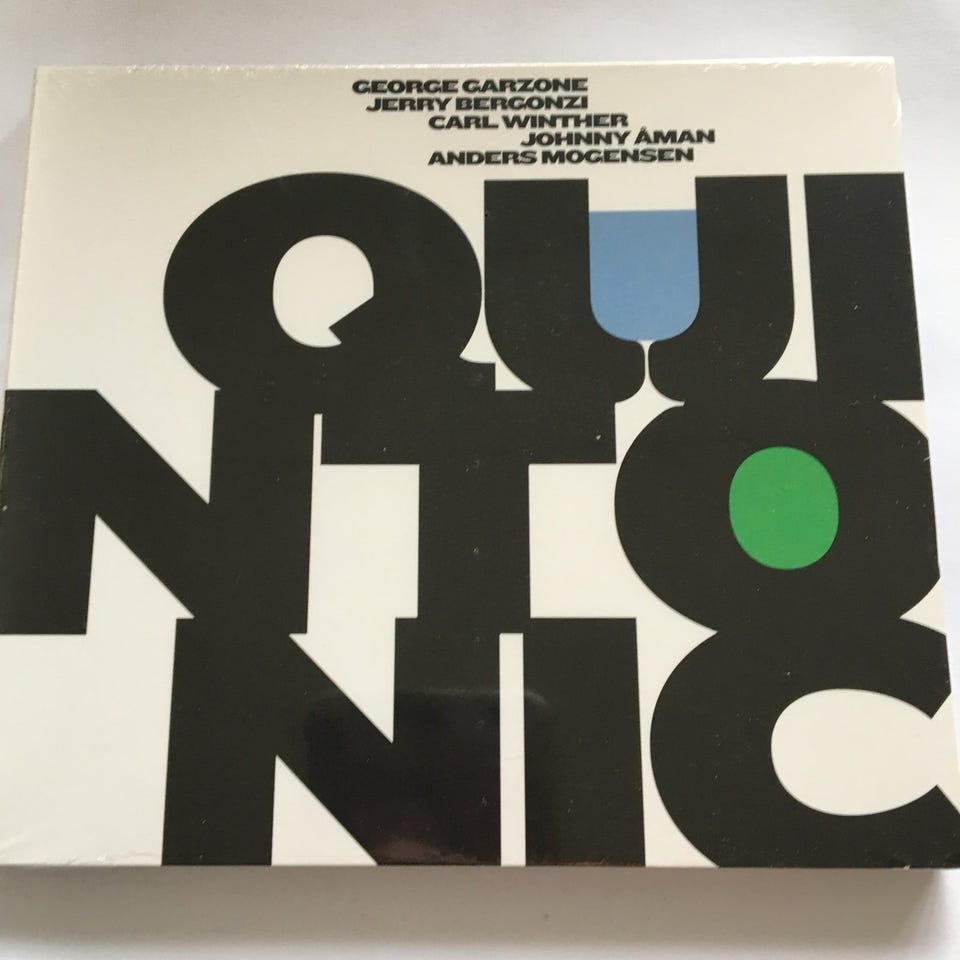 GEORGE GARZONE
JERRY BERGONZI
CARL WINTHER
JOHNNY ÅMAN
ANDERS MOGENSEN
QUI
NTO
NIC